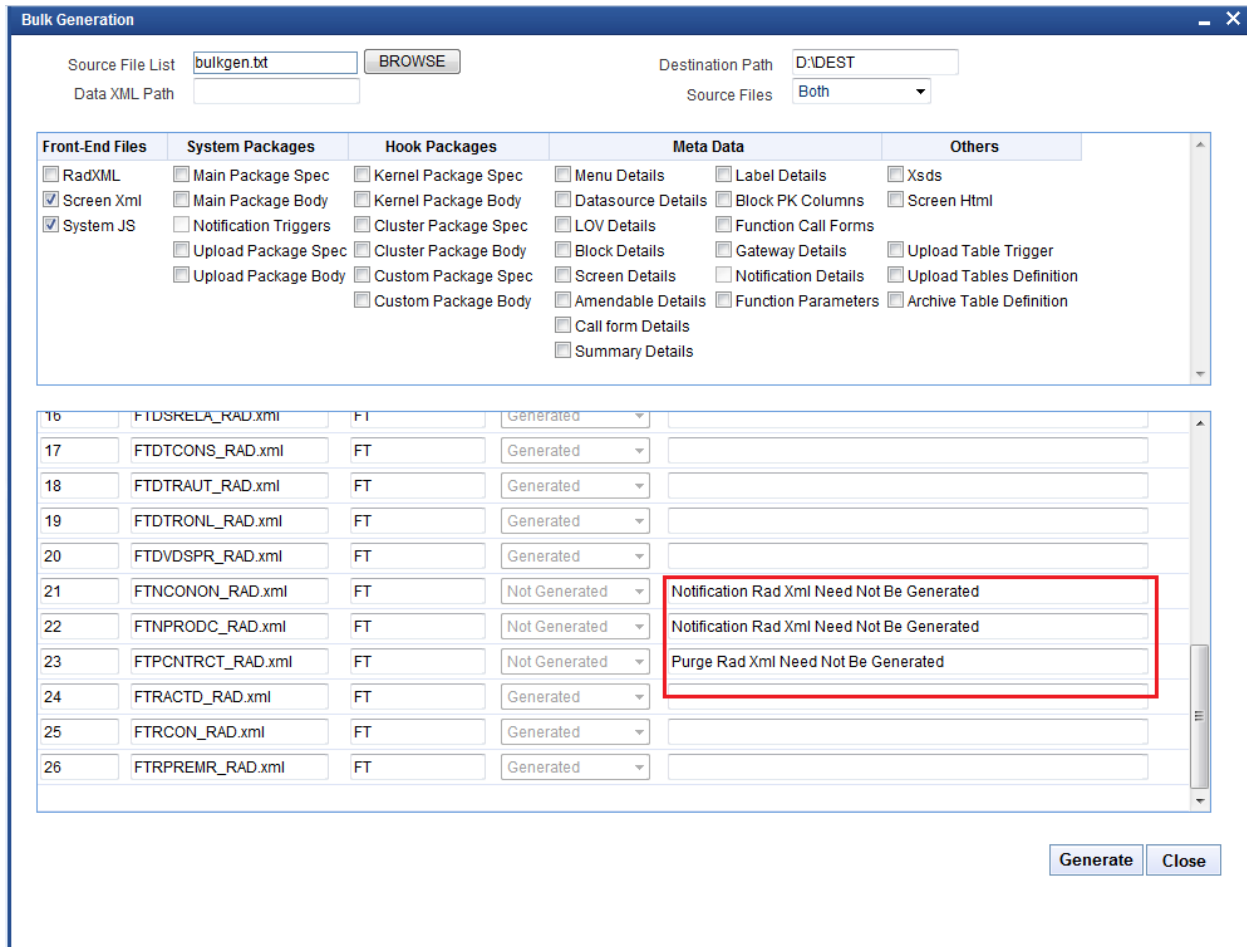 Bulk Generation
Source File List bulkgen.txt BROWSE Destination Path D:\DEST
Data XML Path Source Files Both
Front-End Files System Packages Hook Packages Meta Data Others
RadXML Main Package Spec Kernel Package Spec Menu Details Label Details Xsds
Screen Xml Main Package Body Kernel Package Body Datasource Details Block PK Columns Screen Html
System JS Notification Triggers Cluster Package Spec LOV Details Function Call Forms
Upload Package Spec Cluster Package Body Block Details Gateway Details Upload Table Trigger
Upload Package Body Custom Package Spec Screen Details Notification Details Upload Tables Definition
Custom Package Body Amendable Details Function Parameters Archive Table Definition
Call form Details
Summary Details
16 FTDSRELA_RAD.xml FT Generated
17 FTDTCONS_RAD.xml FT Generated
18 FTDTRAUT_RAD.xml FT Generated
19 FTDTRONL_RAD.xml FT Generated
20 FTDVDSPR_RAD.xml FT Generated
21 FTNCONON_RAD.xml FT Not Generated Notification Rad Xml Need Not Be Generated
22 FTNPRODC_RAD.xml FT Not Generated Notification Rad Xml Need Not Be Generated
23 FTPCNTRCT_RAD.xml FT Not Generated Purge Rad Xml Need Not Be Generated
24 FTRACTD_RAD.xml FT Generated
25 FTRCON_RAD.xml FT Generated
26 FTRPREMR_RAD.xml FT Generated
Generate Close